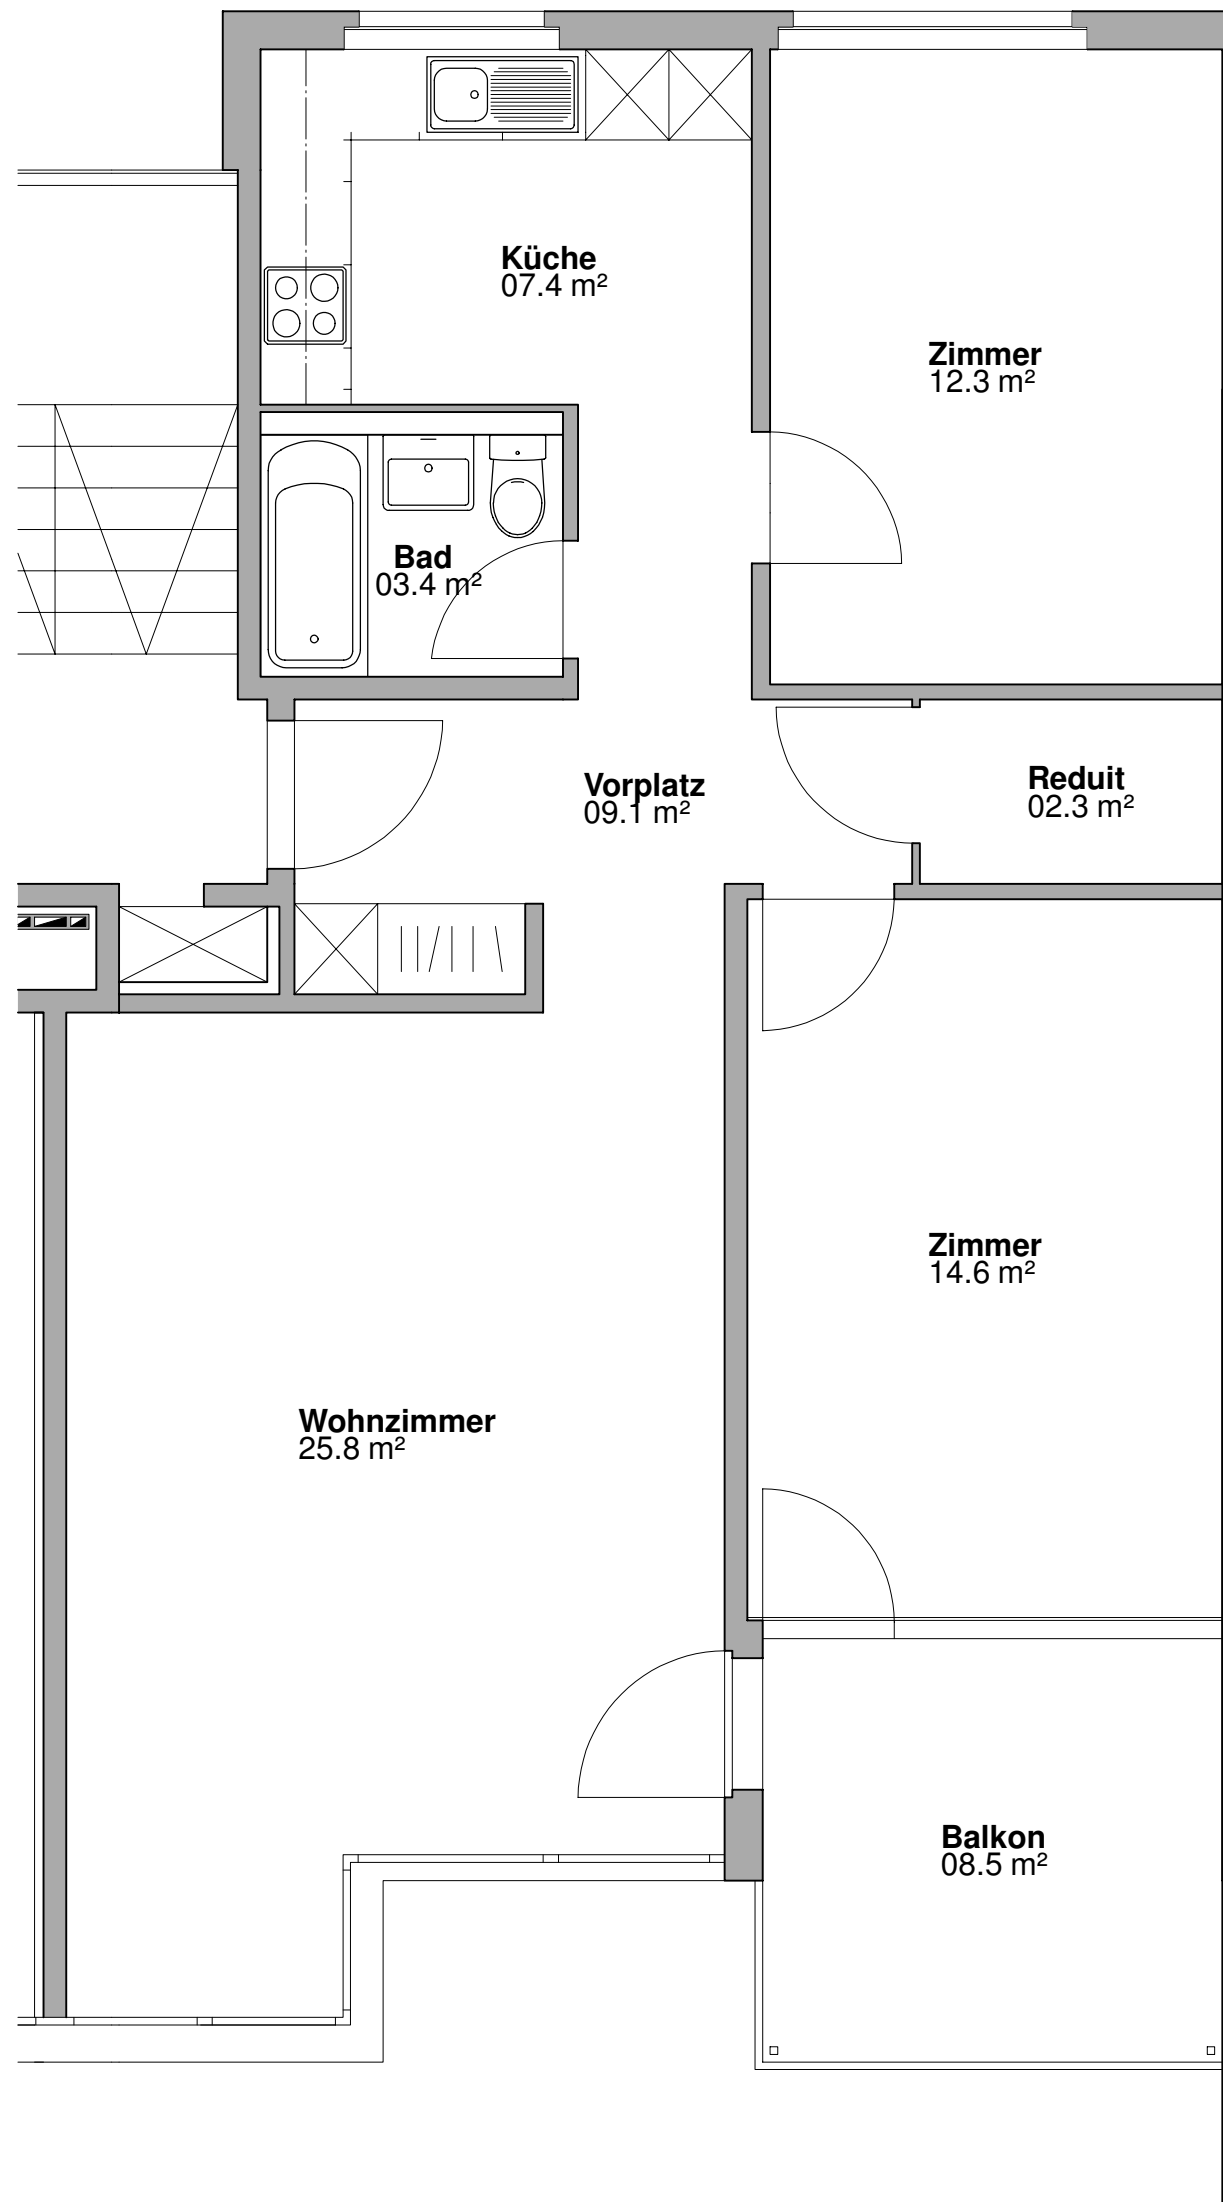 Küche
07.4 m²
Zimmer
12.3 m²
Bad
03.4 m²
Vorplatz
09.1 m²
Reduit
02.3 m²
Zimmer
14.6 m²
Wohnzimmer
25.8 m²
Balkon
08.5 m²